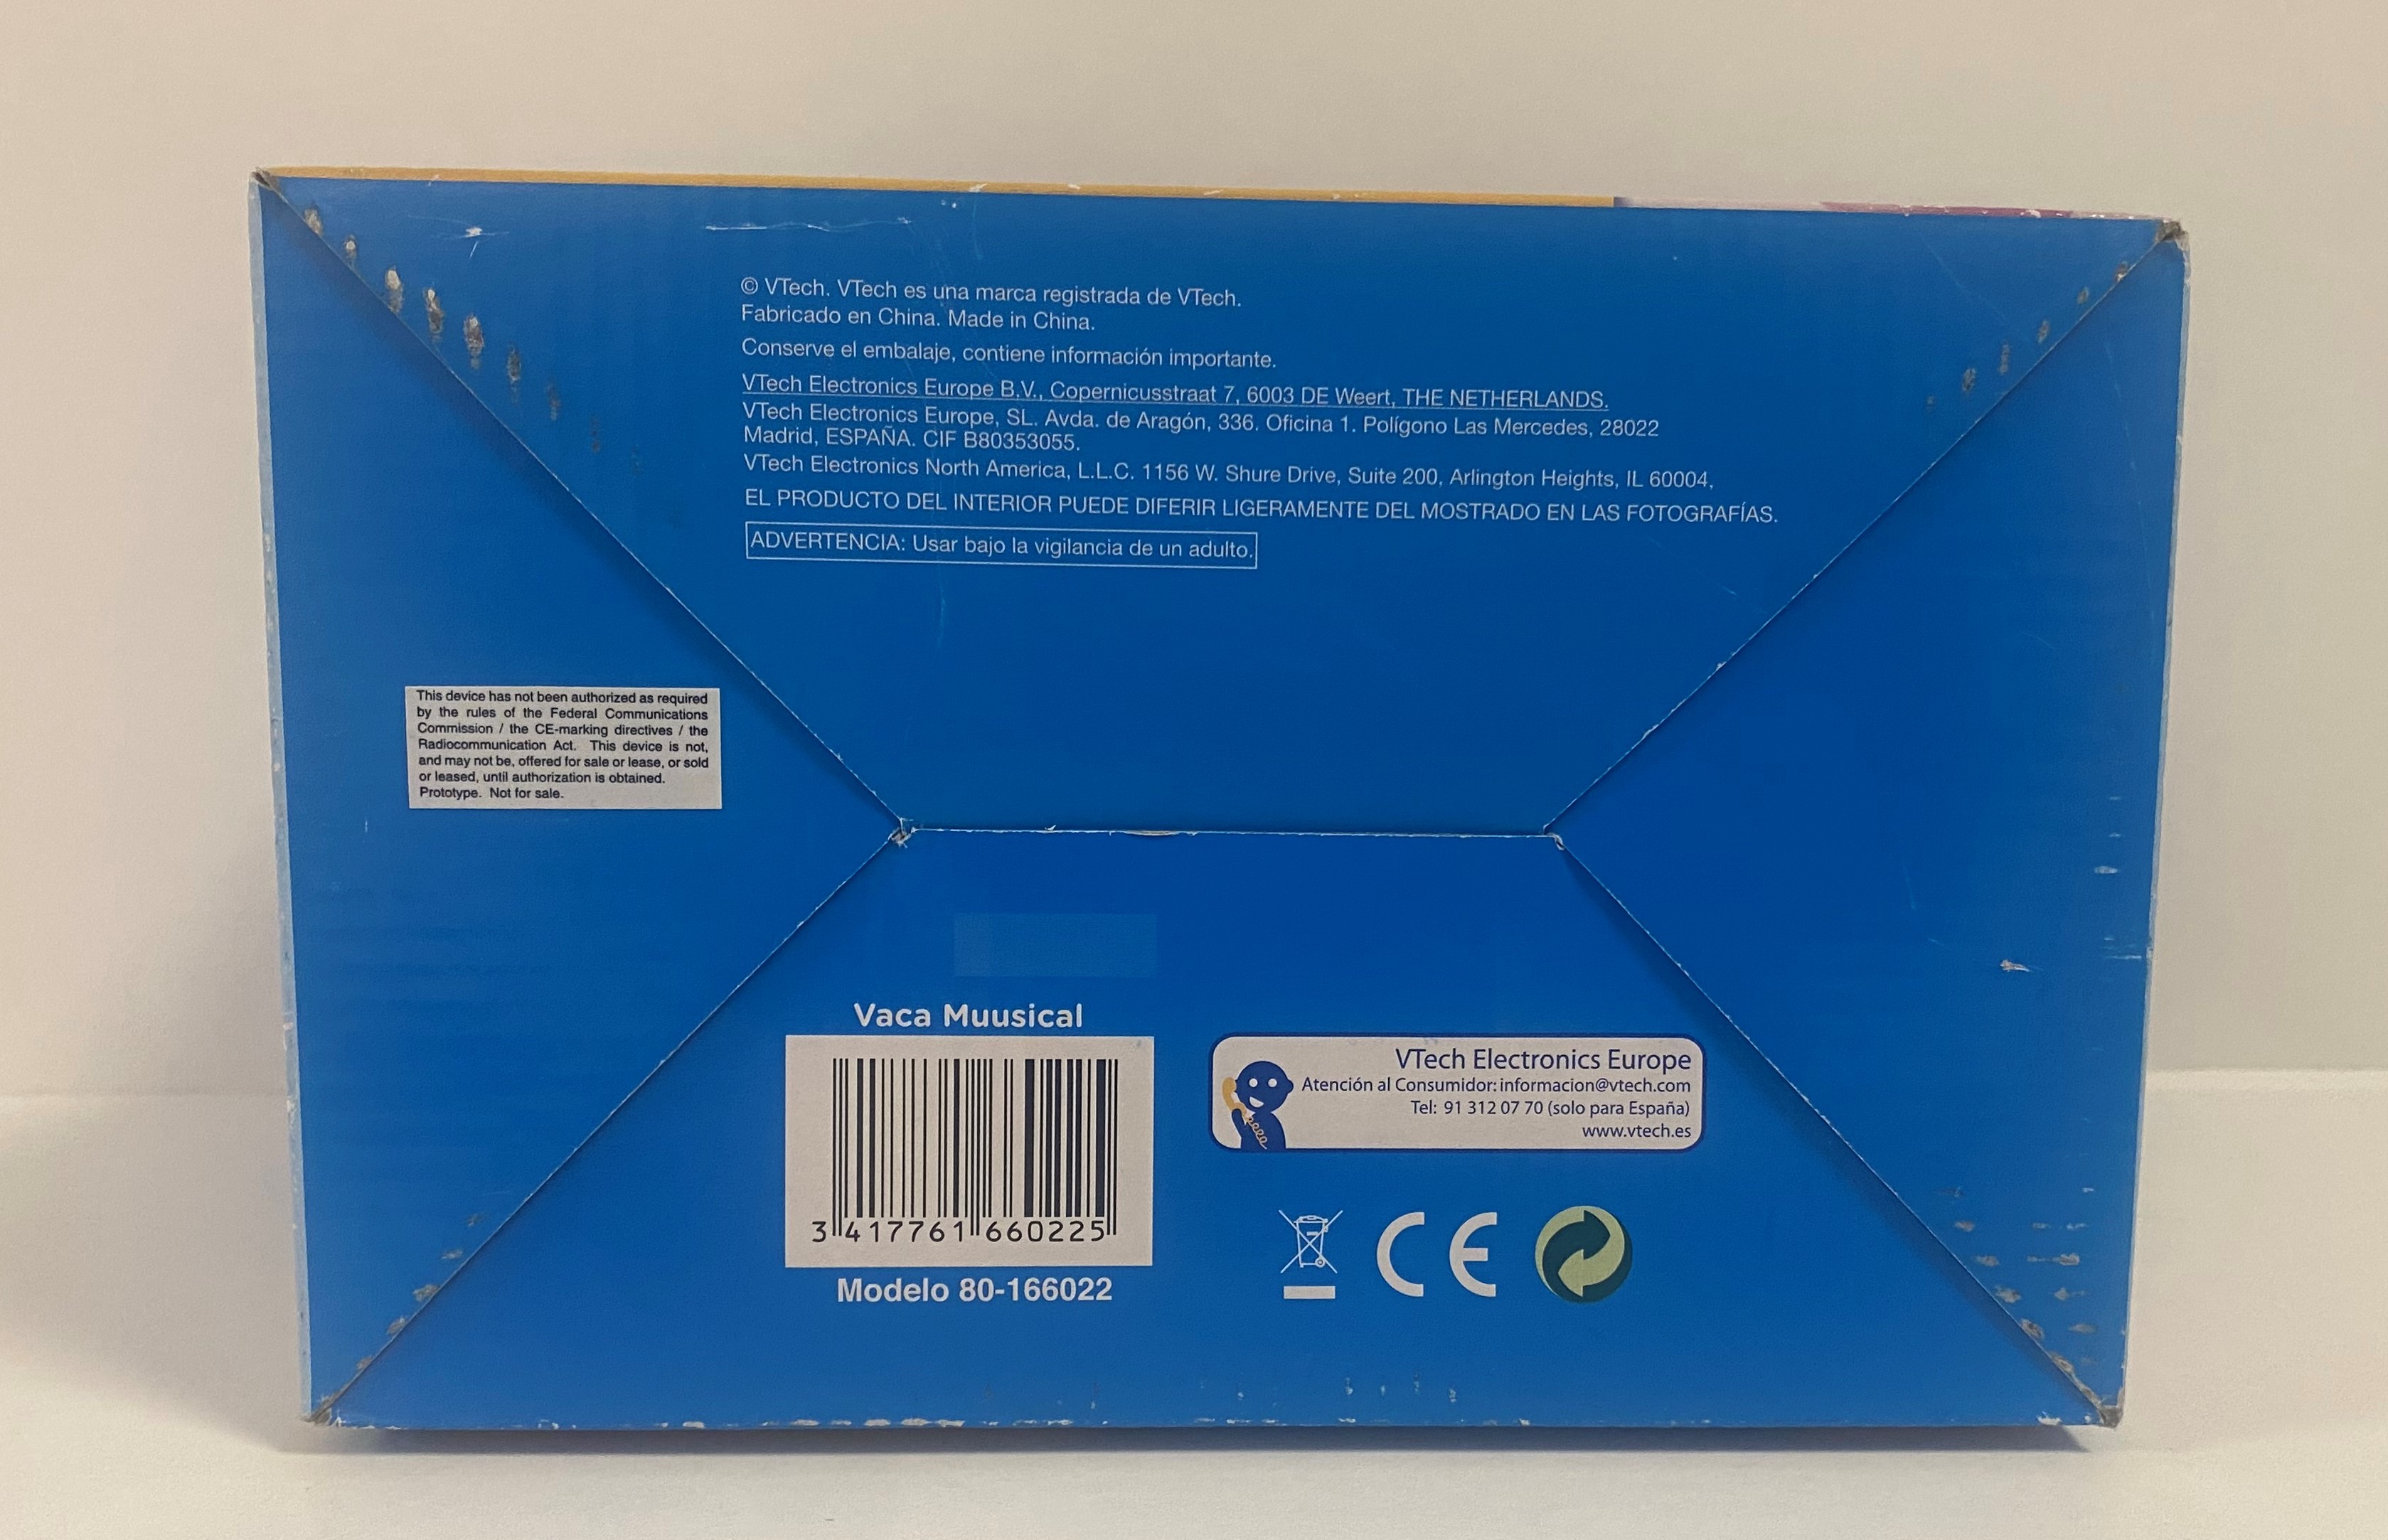 © VTech. VTech es una marca registrada de VTech.
Fabricado en China. Made in China.
Conserve el embalaje, contiene información importante.
VTech Electronics Europe B.V., Copernicusstraat 7, 6003 DE Weert, THE NETHERLANDS.
VTech Electronics Europe, SL. Avda. de Aragón, 336. Oficina 1. Polígono Las Mercedes, 28022
Madrid, ESPAÑA. CIF B80353055.
VTech Electronics North America, L.L.C. 1156 W. Shure Drive, Suite 200, Arlington Heights, IL 60004,
EL PRODUCTO DEL INTERIOR PUEDE DIFERIR LIGERAMENTE DEL MOSTRADO EN LAS FOTOGRAFÍAS.
ADVERTENCIA: Usar bajo la vigilancia de un adulto.
This device has not been authorized as required
by the rules of the Federal Communications
Commission / the CE-marking directives / the
Radiocommunication Act. This device is not,
and may not be, offered for sale or lease, or sold
or leased, until authorization is obtained.
Prototype. Not for sale.
Vaca Muusical
3 417761 660225
Modelo 80-166022
VTech Electronics Europe
Atención al Consumidor: informacion@vtech.com
Tel: 91 312 07 70 (solo para España)
www.vtech.es
CE